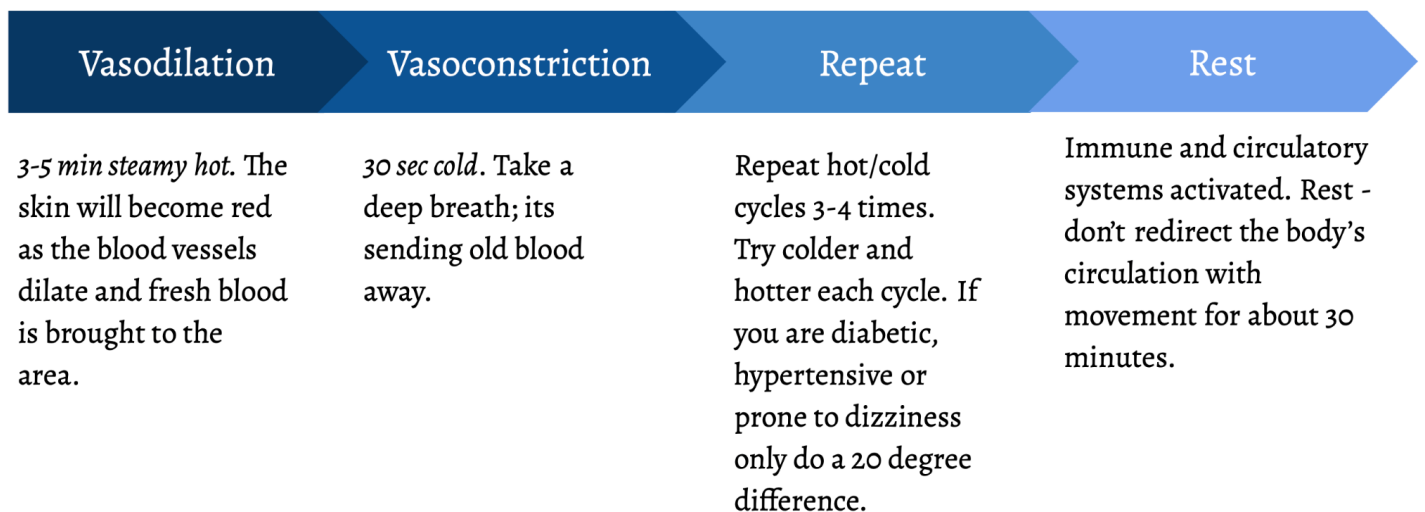 Vasodilation
3-5 min steamy hot. The
skin will become red
as the blood vessels
dilate and fresh blood
is brought to the
area.
Vasoconstriction
30 sec cold. Take a
deep breath; its
sending old blood
away.
Repeat
Repeat hot/cold
cycles 3-4 times.
Try colder and
hotter each cycle. If
you are diabetic,
hypertensive or
prone to dizziness
only do a 20 degree
difference.
Rest
Immune and circulatory
systems activated. Rest -
don't redirect the body's
circulation with
movement for about 30
minutes.